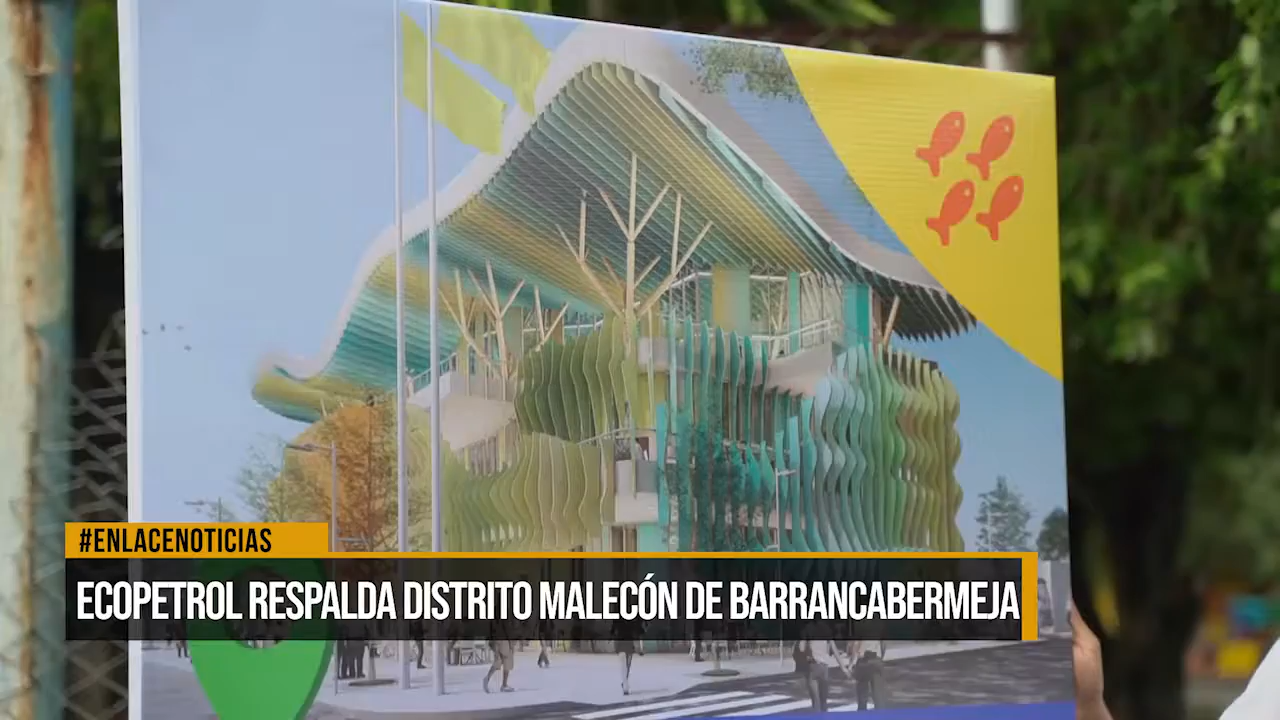 #ENLACENOTICIAS
ECOPETROL RESPALDA DISTRITO MALECÓN DE BARRANCABERMEJA